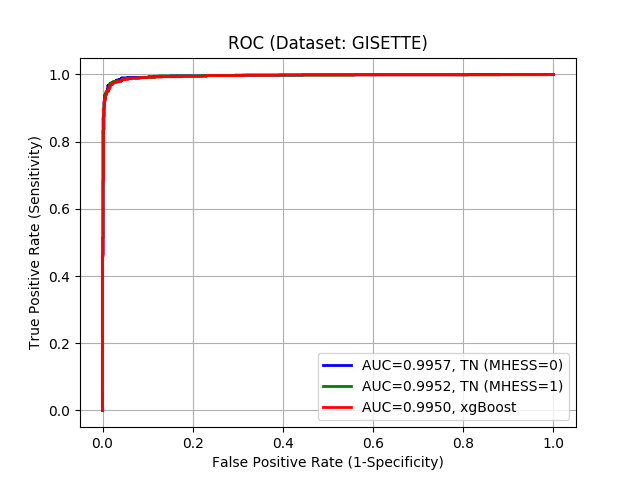 ROC (Dataset: GISETTE)
True Positive Rate (Sensitivity)
1.0
0.8
0.6
0.4
0.2
0.0
AUC=0.9957, TN (MHESS=0)
AUC=0.9952, TN (MHESS=1)
AUC=0.9950, xgBoost
0.0 0.2 0.4 0.6 0.8 1.0
False Positive Rate (1-Specificity)